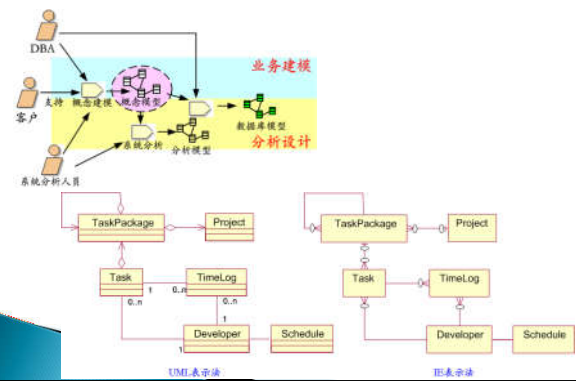 DBA
业务建模
支持
概念建模
概念模型
客户
数据库模型
系统分析
分析模型
分析设计
系统分析人员
TaskPackage
Project
TaskPackage
Project
Task
TimeLog
Task
TimeLog
1
0..n
0..n
0..n
1
Developer
Schedule
Developer
Schedule
1
UML表示法
IE表示法